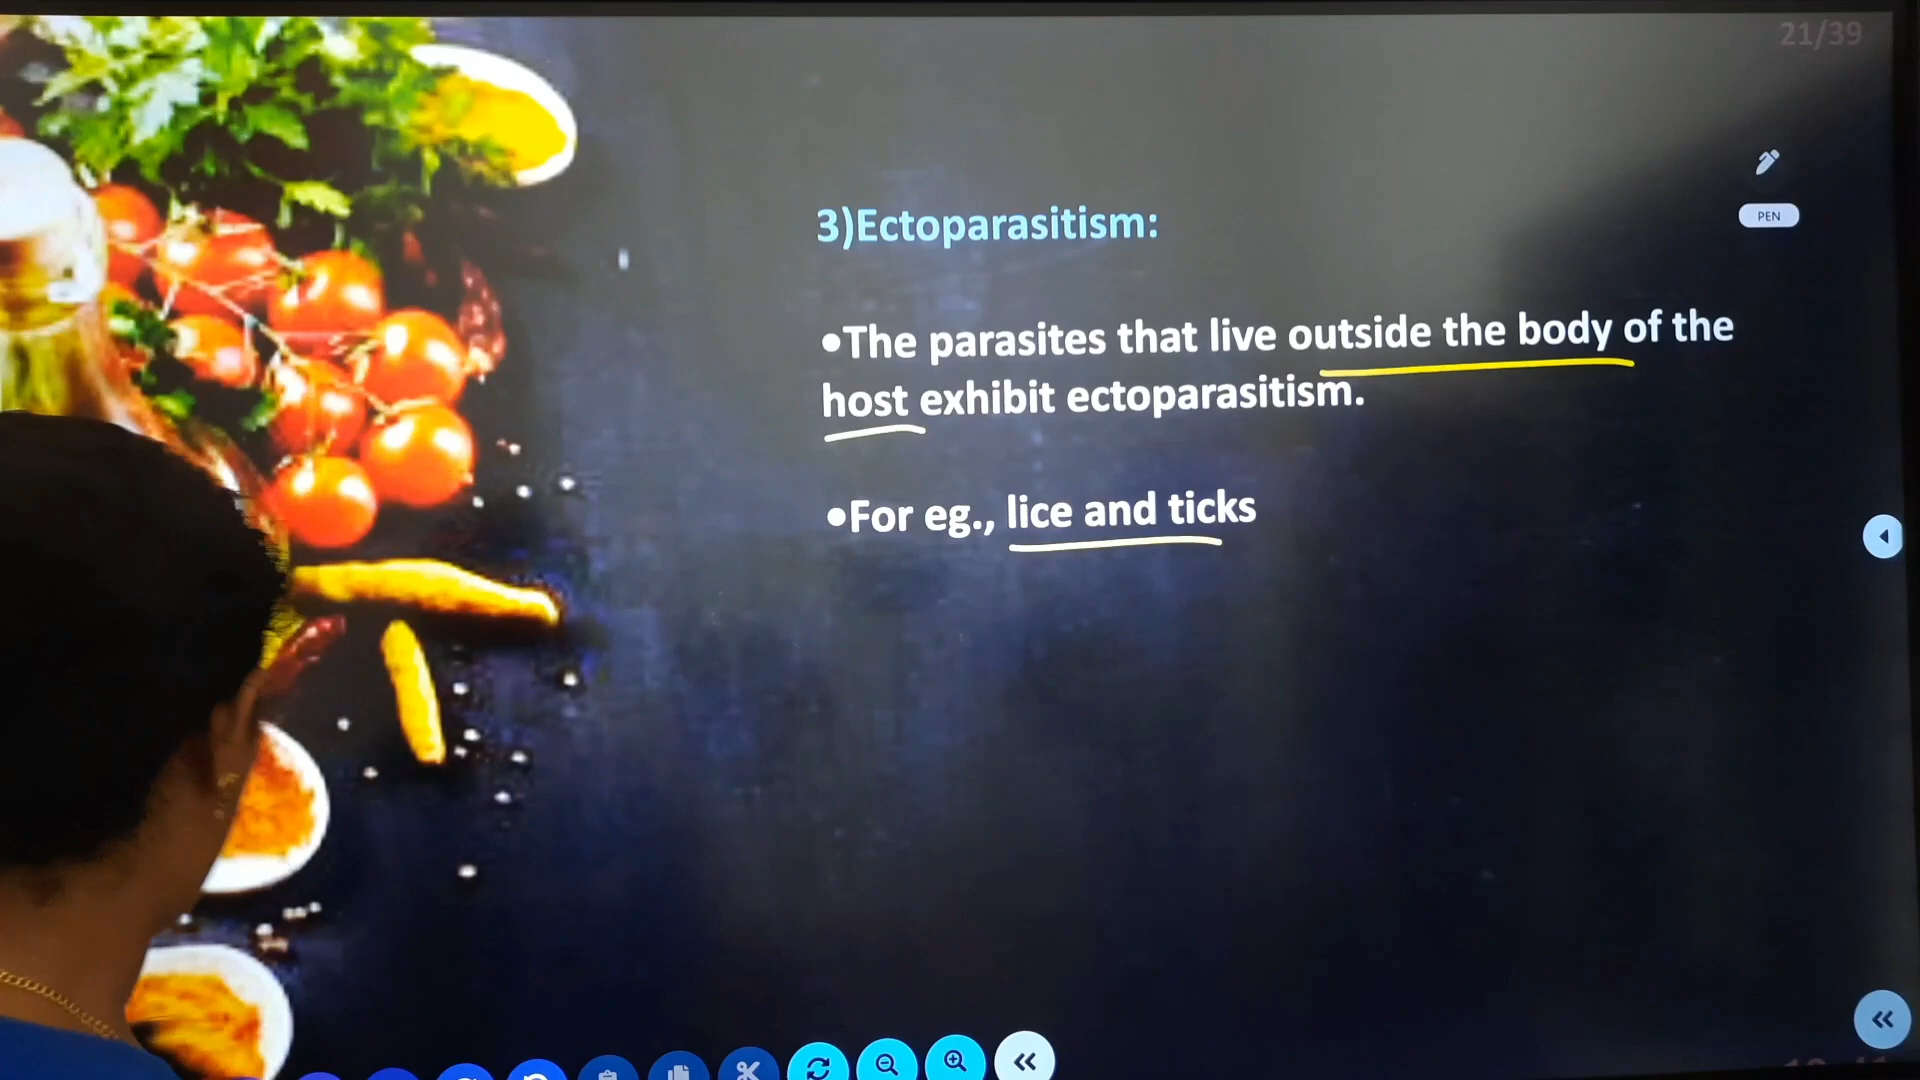 21/39
PEN
3)Ectoparasitism:
•The parasites that live outside the body of the
host exhibit ectoparasitism.
•For eg., lice and ticks